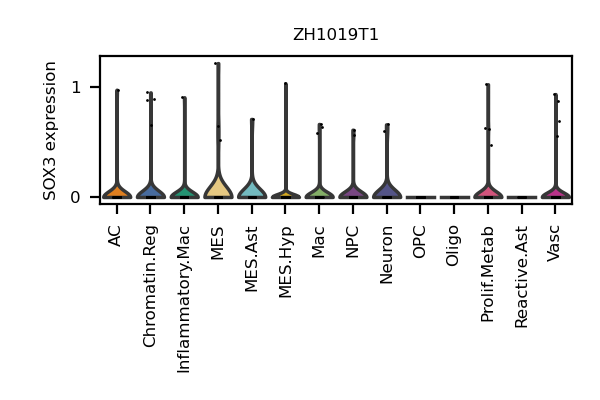 ZH1019T1
SOX3 expression
1
0
AC
Chromatin.Reg
Inflammatory.Mac
MES
MES.Ast
MES.Hyp
Mac
NPC
Neuron
OPC
Oligo
Prolif.Metab
Reactive.Ast
Vasc